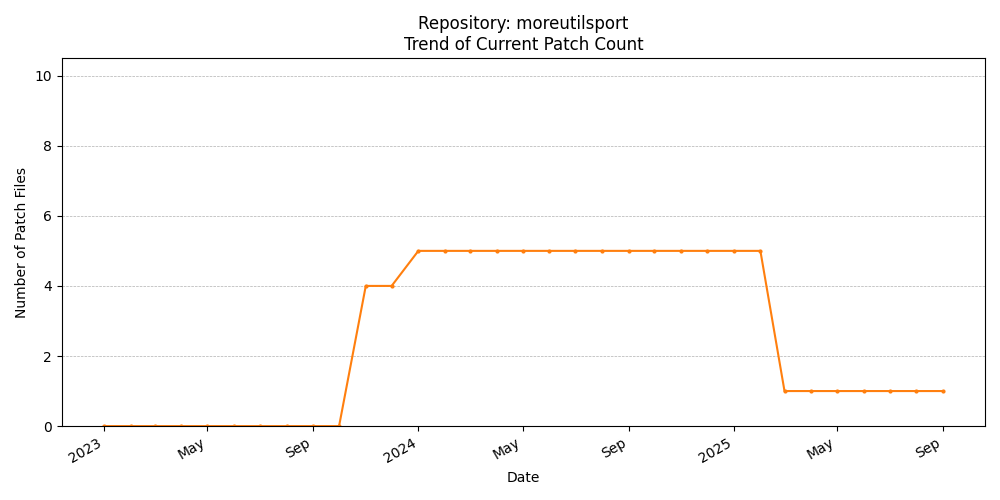 Repository: moreutilsport
Trend of Current Patch Count
Number of Patch Files
10
8
6
4
2
0
2023
May
Sep
2024
May
Sep
2025
May
Sep
Date